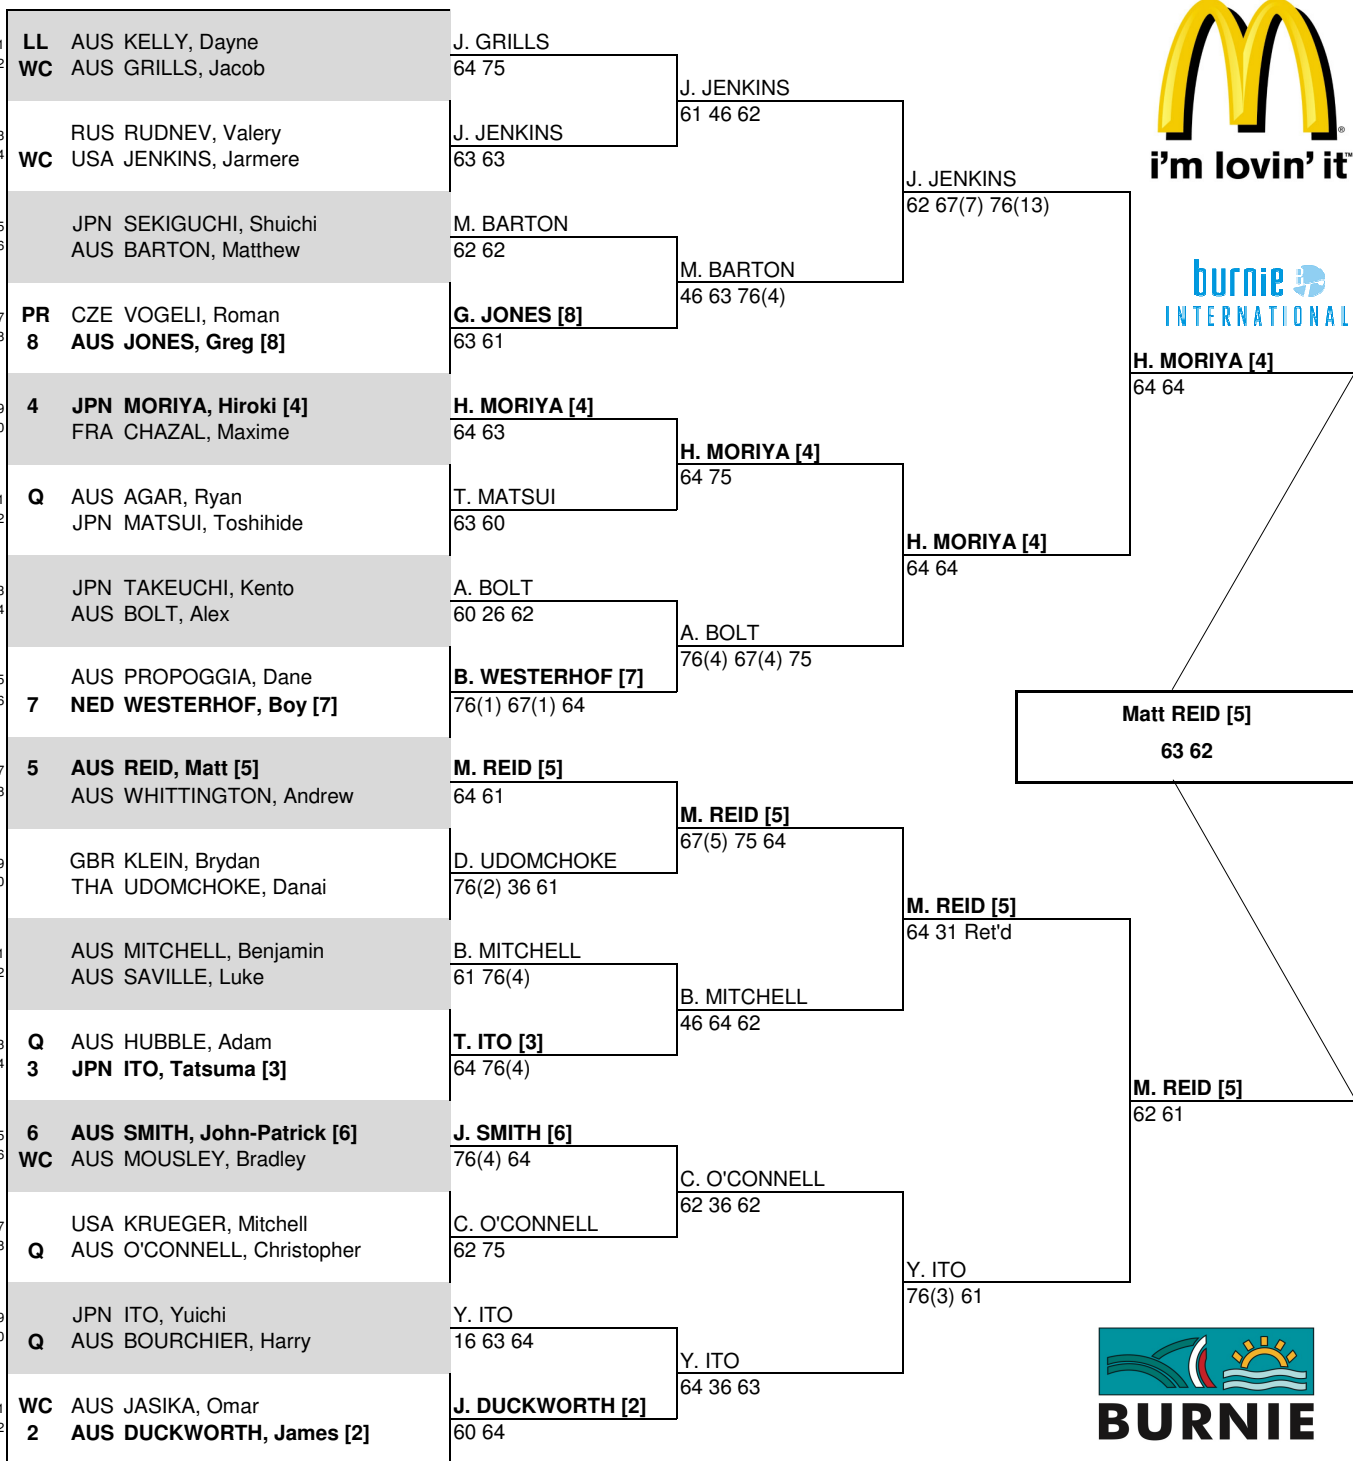 LL AUS KELLY, Dayne
WC AUS GRILLS, Jacob
RUS RUDNEV, Valery
WC USA JENKINS, Jarmere
JPN SEKIGUCHI, Shuichi
AUS BARTON, Matthew
PR CZE VOGELI, Roman
8 AUS JONES, Greg [8]
4 JPN MORIYA, Hiroki [4]
FRA CHAZAL, Maxime
Q AUS AGAR, Ryan
JPN MATSUI, Toshihide
JPN TAKEUCHI, Kento
AUS BOLT, Alex
AUS PROPOGGIA, Dane
7 NED WESTERHOF, Boy [7]
5 AUS REID, Matt [5]
AUS WHITTINGTON, Andrew
GBR KLEIN, Brydan
THA UDOMCHOKE, Danai
AUS MITCHELL, Benjamin
AUS SAVILLE, Luke
Q AUS HUBBLE, Adam
3 JPN ITO, Tatsuma [3]
6 AUS SMITH, John-Patrick [6]
WC AUS MOUSLEY, Bradley
USA KRUEGER, Mitchell
Q AUS O'CONNELL, Christopher
JPN ITO, Yuichi
Q AUS BOURCHIER, Harry
WC AUS JASIKA, Omar
2 AUS DUCKWORTH, James [2]
J. GRILLS
64 75
J. JENKINS
63 63
M. BARTON
62 62
G. JONES [8]
63 61
H. MORIYA [4]
64 63
T. MATSUI
63 60
A. BOLT
60 26 62
B. WESTERHOF [7]
76(1) 67(1) 64
M. REID [5]
64 61
D. UDOMCHOKE
76(2) 36 61
B. MITCHELL
61 76(4)
T. ITO [3]
64 76(4)
J. SMITH [6]
76(4) 64
C. O'CONNELL
62 75
Y. ITO
16 63 64
J. DUCKWORTH [2]
60 64
J. JENKINS
61 46 62
M. BARTON
46 63 76(4)
H. MORIYA [4]
64 75
A. BOLT
76(4) 67(4) 75
M. REID [5]
67(5) 75 64
B. MITCHELL
46 64 62
C. O'CONNELL
62 36 62
Y. ITO
64 36 63
J. JENKINS
62 67(7) 76(13)
H. MORIYA [4]
64 64
M. REID [5]
64 31 Ret'd
Y. ITO
76(3) 61
H. MORIYA [4]
64 64
M. REID [5]
62 61
Matt REID [5]
63 62
i'm lovin' it™
burnie
INTERNATIONAL
BURNIE